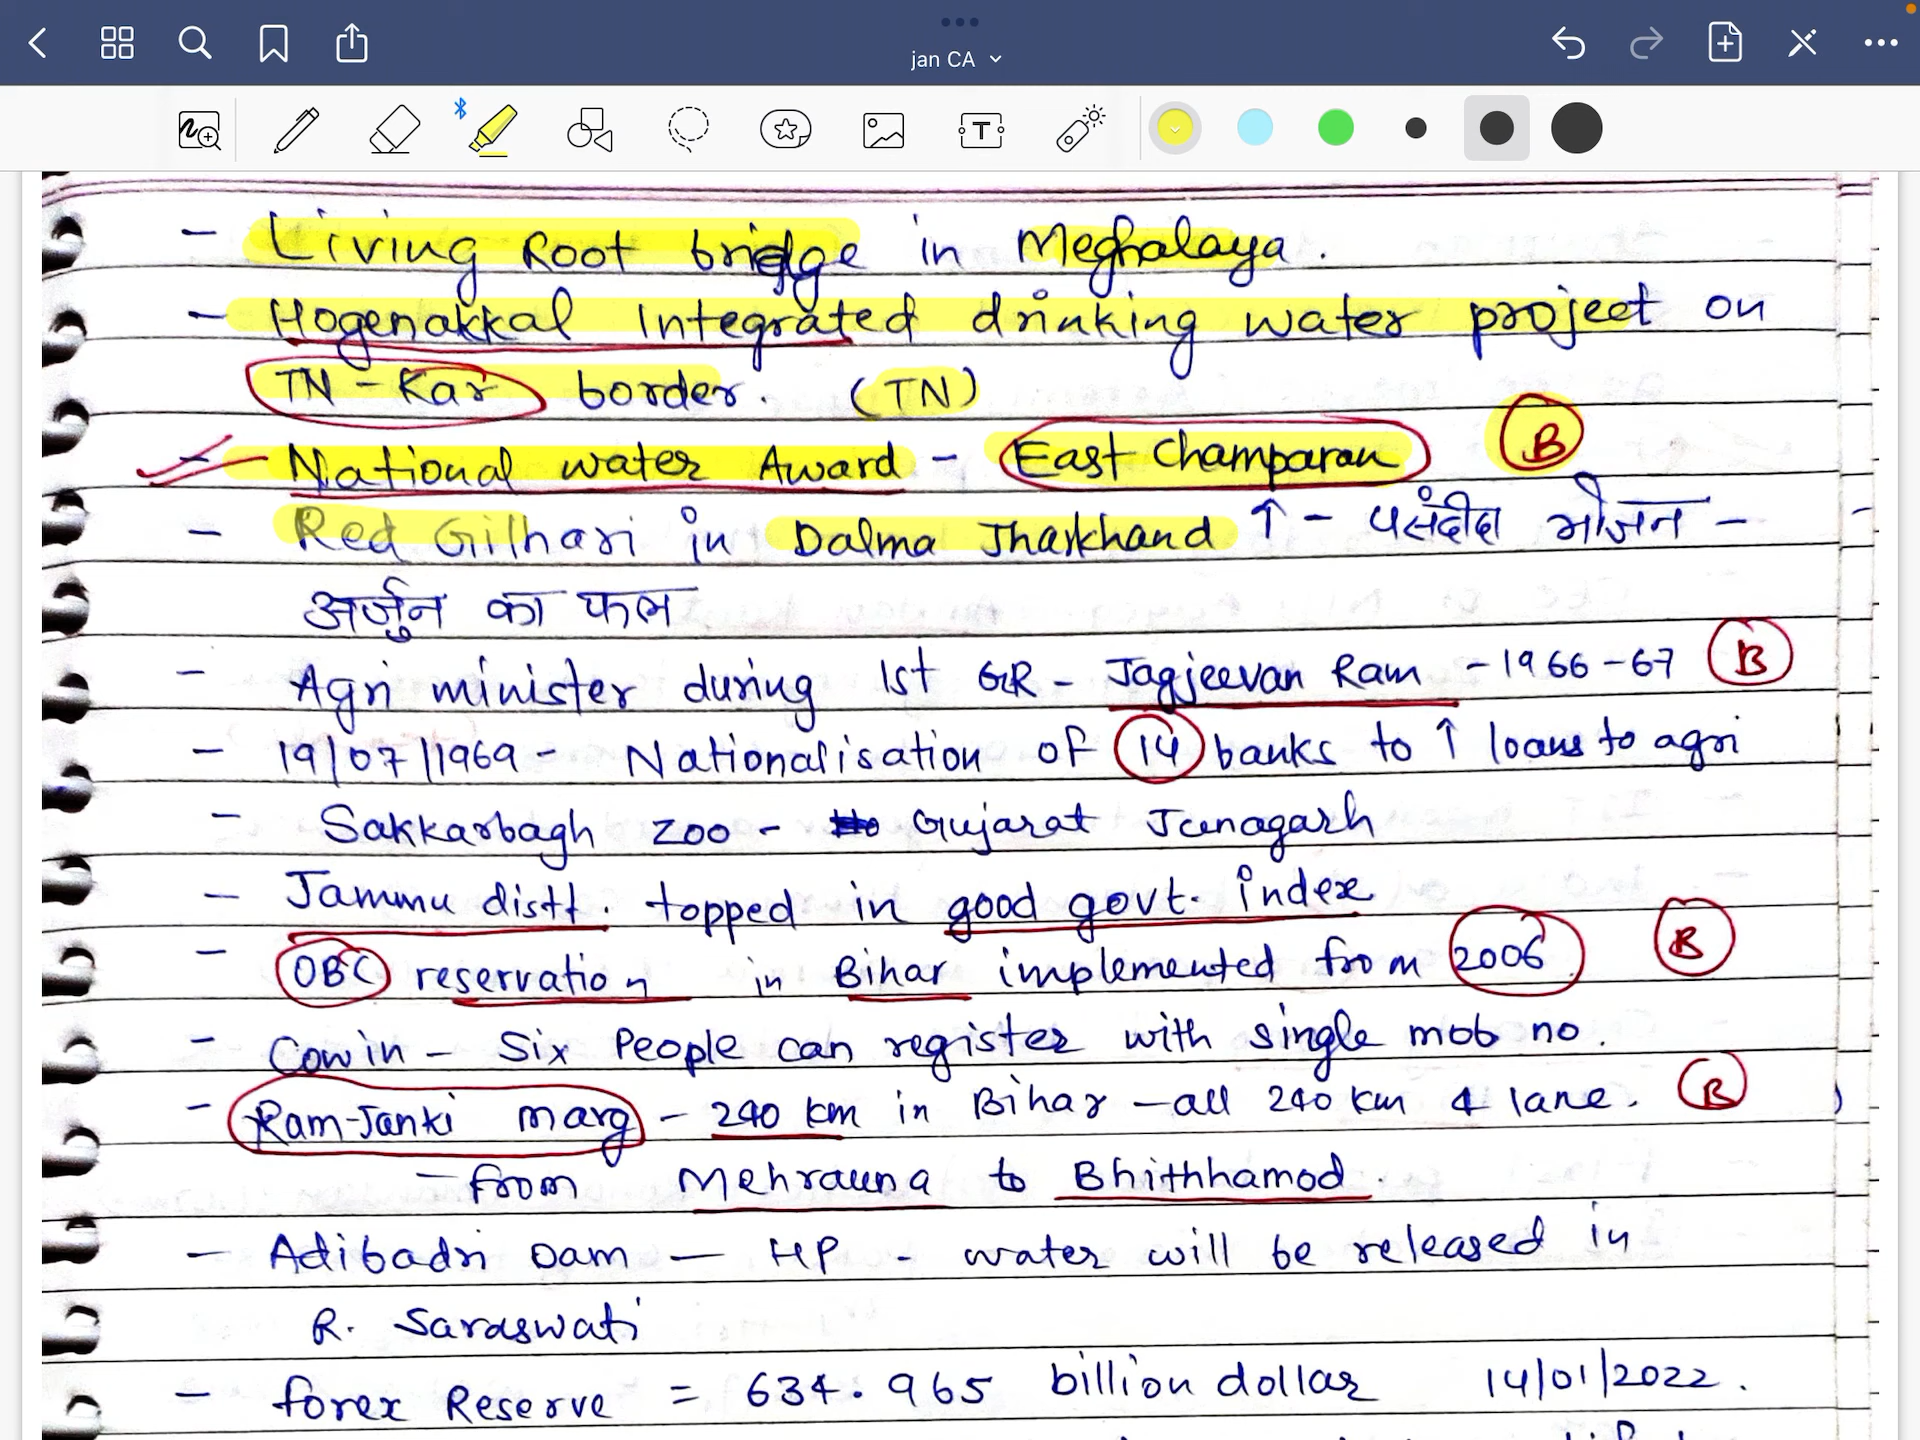 jan CA
T
- Living Root bridge in Meghalaya.
- Hogenakkal Integrated drinking water project on
TN - Kar border. (TN)
- National water Award - East Champaran B
- Red Gilhari in Dalma Jharkhand ↑ - पसंदीदा भोजन -
अर्जुन का फल
- Agri minister during 1st GR - Jagjeevan Ram - 1966-67 B
- 19/07/1969 - Nationalisation of 14 banks to ↑ loans to agri
- Sakkarbagh zoo - Gujarat Junagarh
- Jammu distt. topped in good govt. index.
- OBC reservation in Bihar implemented from 2006 B
- Cowin - Six People can register with single mob no.
- Ram-Janki marg - 240 km in Bihar - all 240 km 4 lane. B
- from Mehrauna to Bhithhamod.
- Adibadri Dam - HP - water will be released in
R. Saraswati
- forex Reserve = 634.965 billion dollar 14/01/2022.